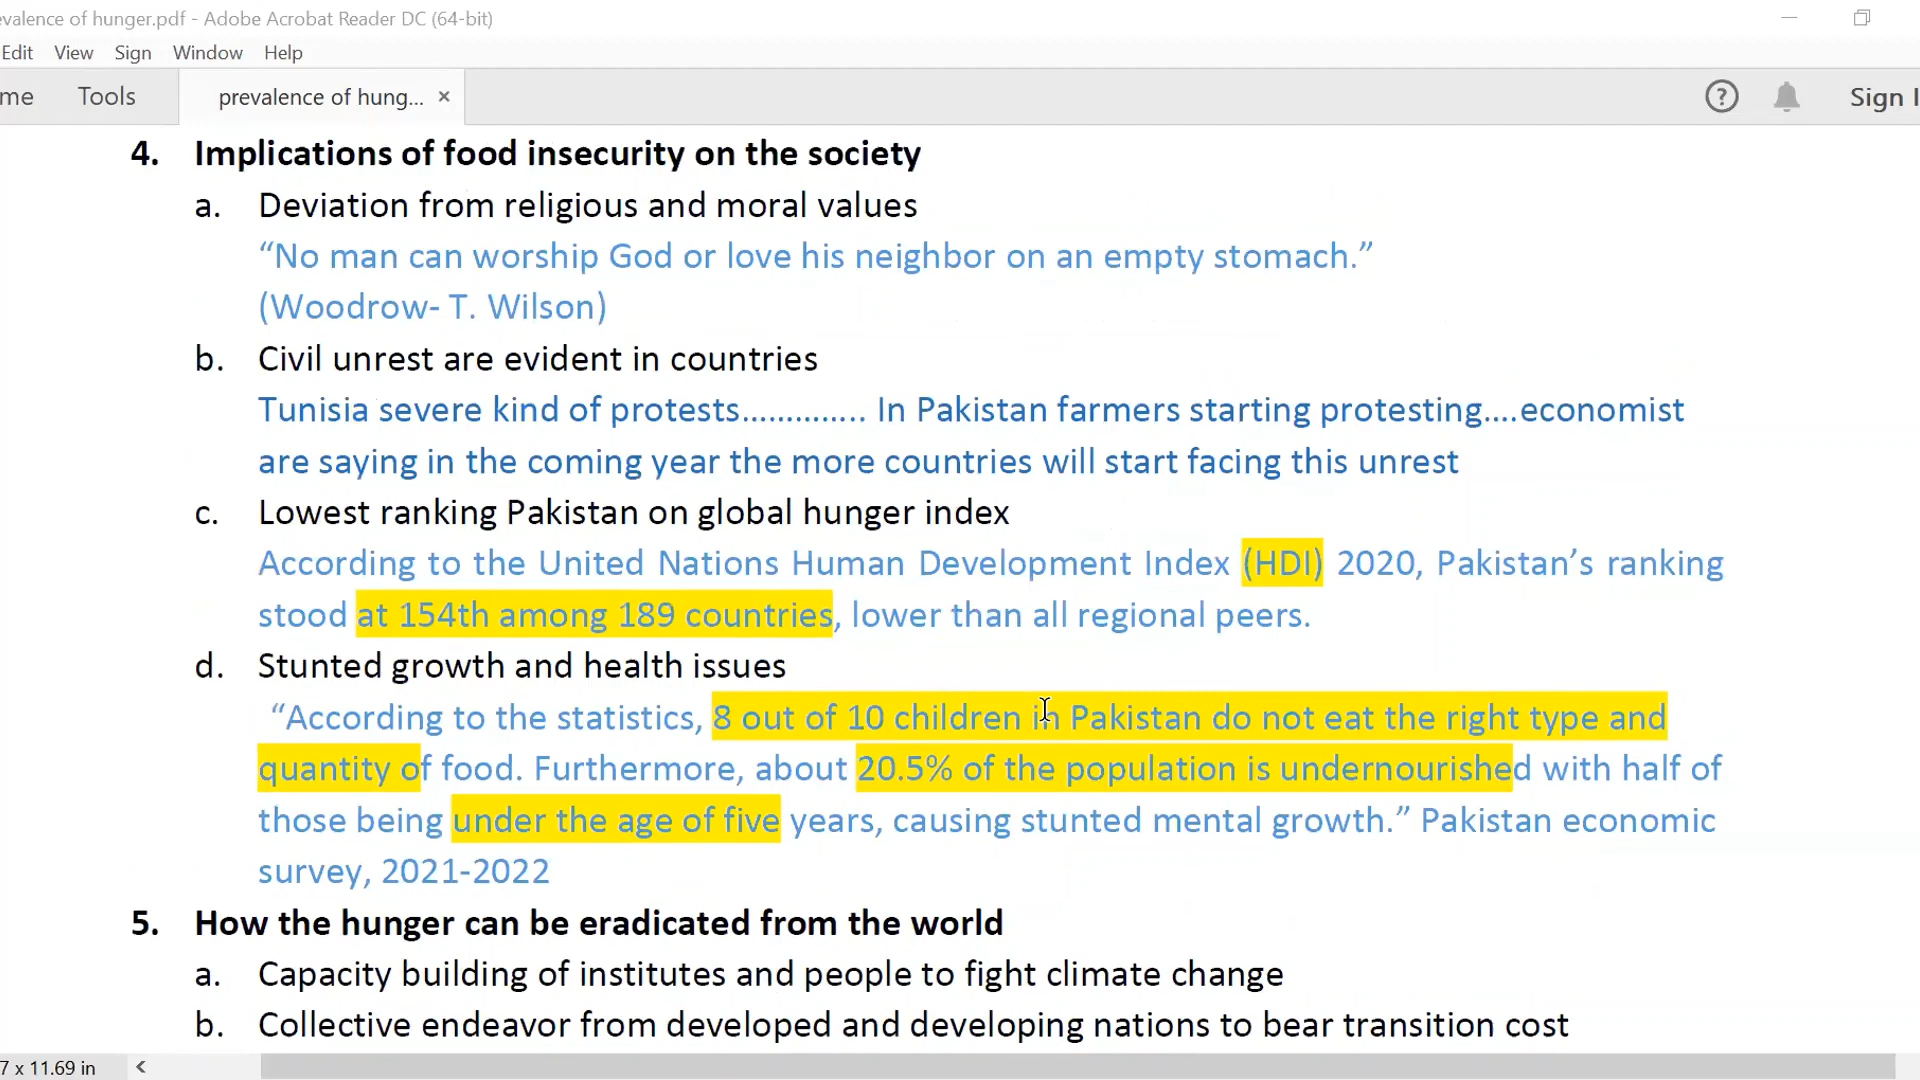 evalence of hunger.pdf - Adobe Acrobat Reader DC (64-bit)
Edit View Sign Window Help
me Tools prevalence of hung... × ? Sign I
4. Implications of food insecurity on the society
a. Deviation from religious and moral values
“No man can worship God or love his neighbor on an empty stomach.”
(Woodrow- T. Wilson)
b. Civil unrest are evident in countries
Tunisia severe kind of protests.............. In Pakistan farmers starting protesting....economist
are saying in the coming year the more countries will start facing this unrest
c. Lowest ranking Pakistan on global hunger index
According to the United Nations Human Development Index (HDI) 2020, Pakistan’s ranking
stood at 154th among 189 countries, lower than all regional peers.
d. Stunted growth and health issues
“According to the statistics, 8 out of 10 children in Pakistan do not eat the right type and
quantity of food. Furthermore, about 20.5% of the population is undernourished with half of
those being under the age of five years, causing stunted mental growth.” Pakistan economic
survey, 2021-2022
5. How the hunger can be eradicated from the world
a. Capacity building of institutes and people to fight climate change
b. Collective endeavor from developed and developing nations to bear transition cost
7 x 11.69 in